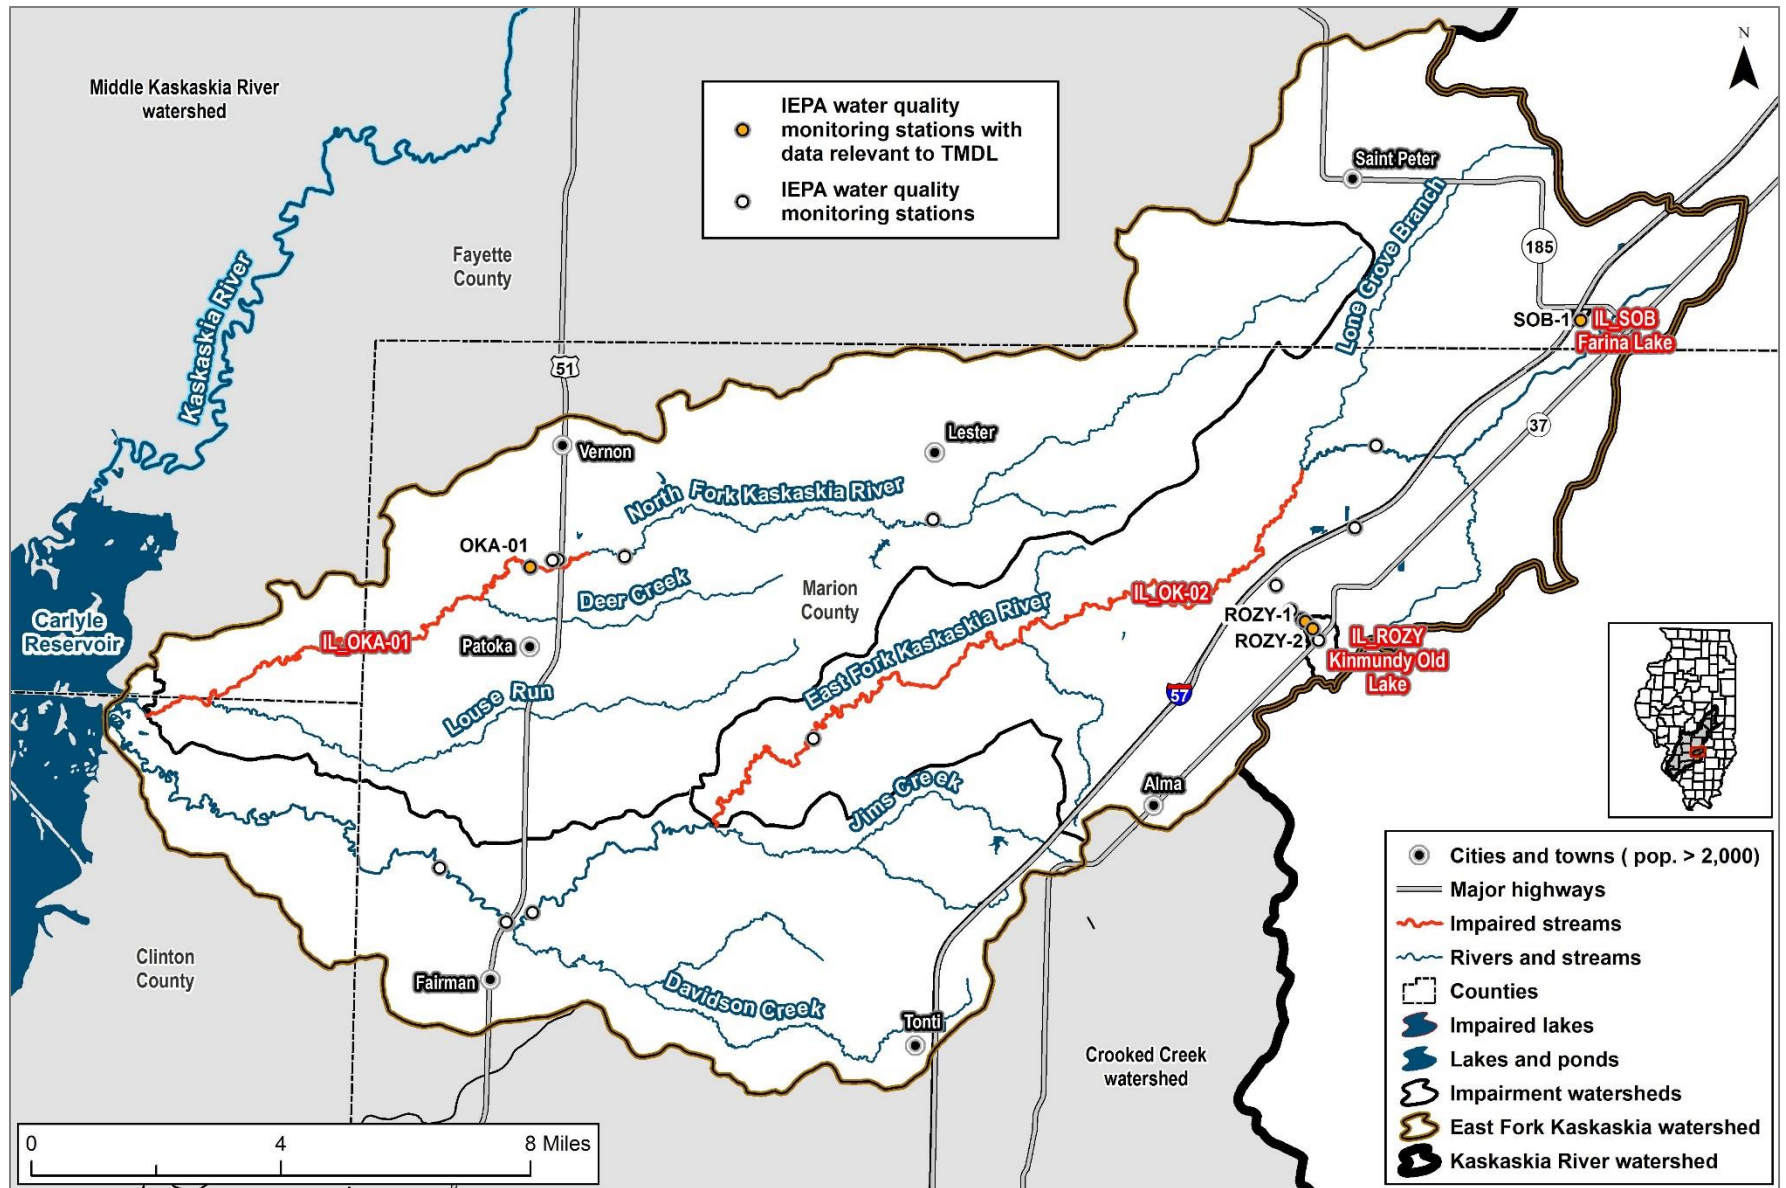 N
Middle Kaskaskia River
watershed
IEPA water quality
monitoring stations with
data relevant to TMDL
IEPA water quality
monitoring stations
Saint Peter
Lone Grove Branch
185
Fayette
County
Kaskaskia River
SOB-1
IL_SOB
Farina Lake
51
37
Vernon
Lester
North Fork Kaskaskia River
OKA-01
Deer Creek
Marion
County
IL_OK-02
East Fork Kaskaskia River
ROZY-1
ROZY-2
IL_ROZY
Kinmundy Old
Lake
Carlyle
Reservoir
IL_OKA-01
Patoka
Louse Run
57
Jims Creek
Alma
Clinton
County
Fairman
Davidson Creek
Tonti
Crooked Creek
watershed
Cities and towns ( pop. > 2,000)
Major highways
Impaired streams
Rivers and streams
Counties
Impaired lakes
Lakes and ponds
Impairment watersheds
East Fork Kaskaskia watershed
Kaskaskia River watershed
0 4 8 Miles